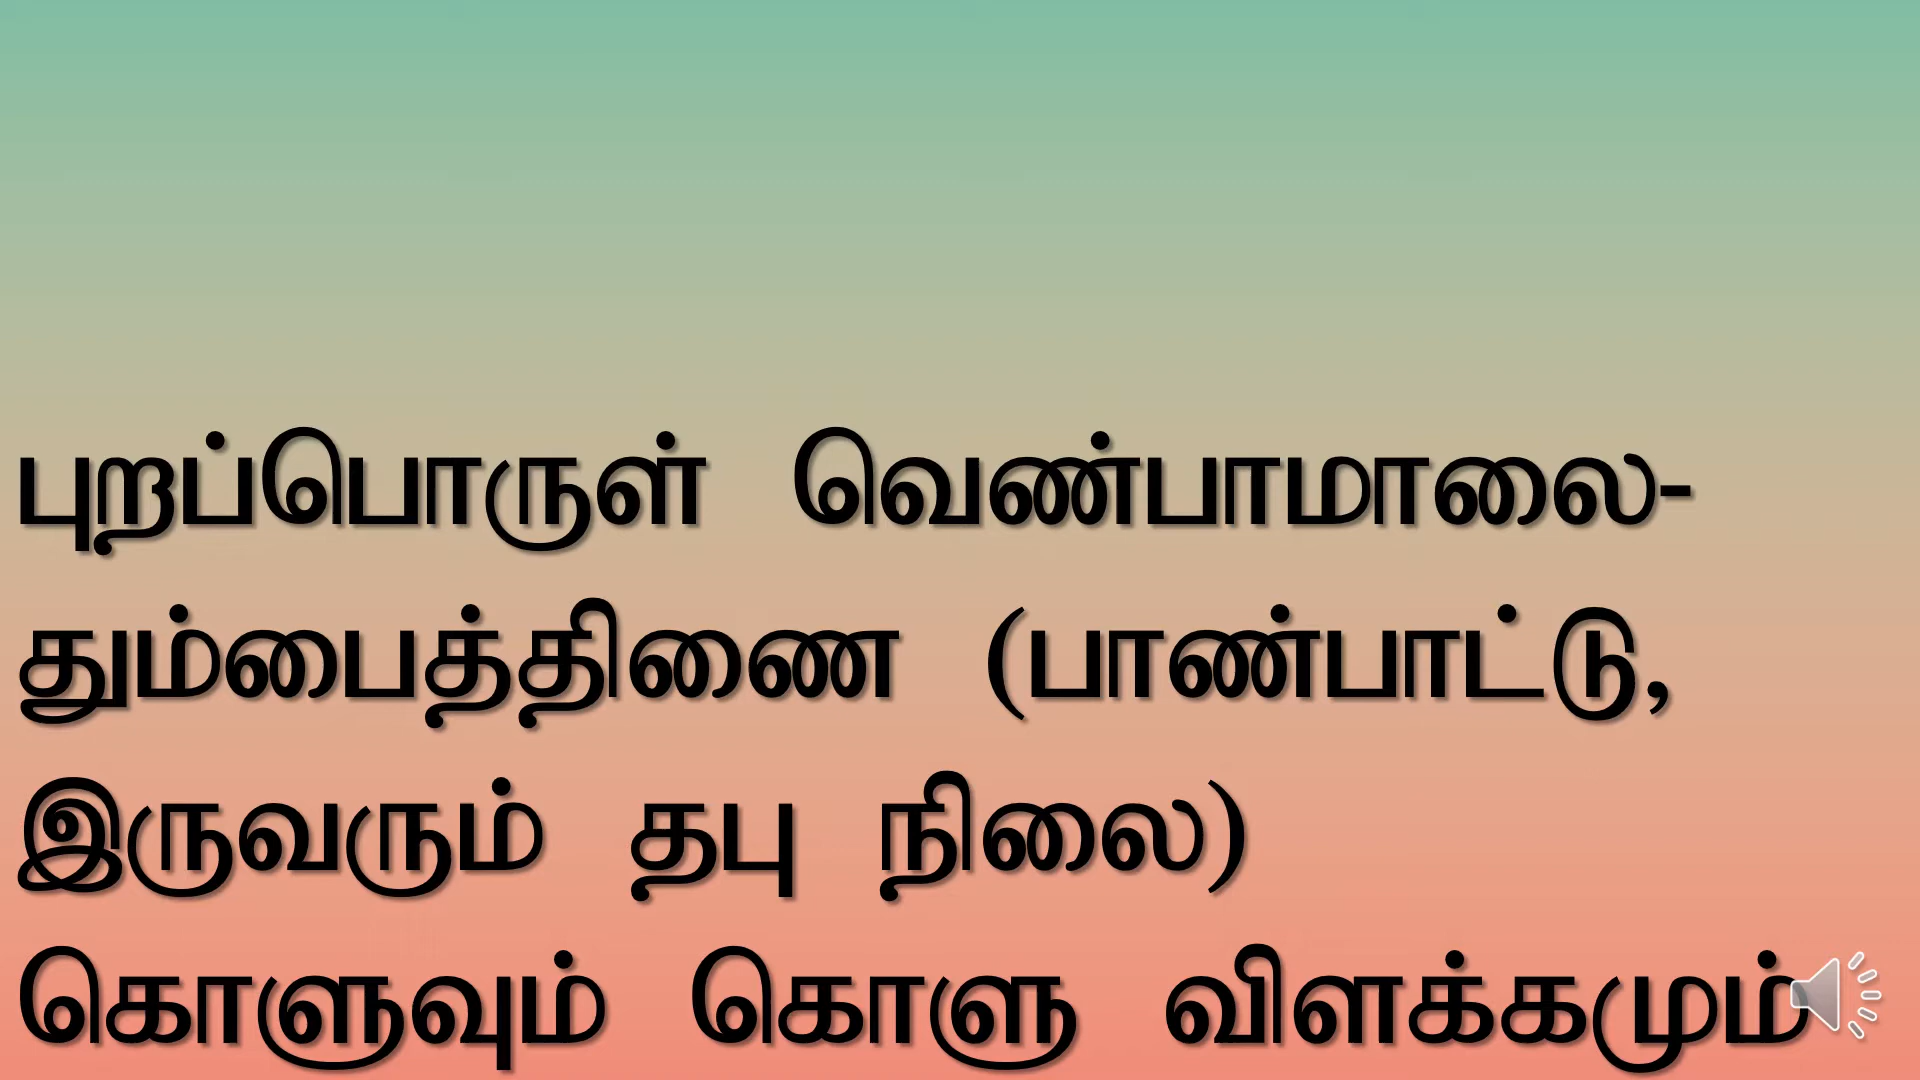 புறப்பொருள் வெண்பாமாலை-
தும்பைத்திணை (பாண்பாட்டு,
இருவரும் தபு நிலை)
கொளுவும் கொளு விளக்கமும்